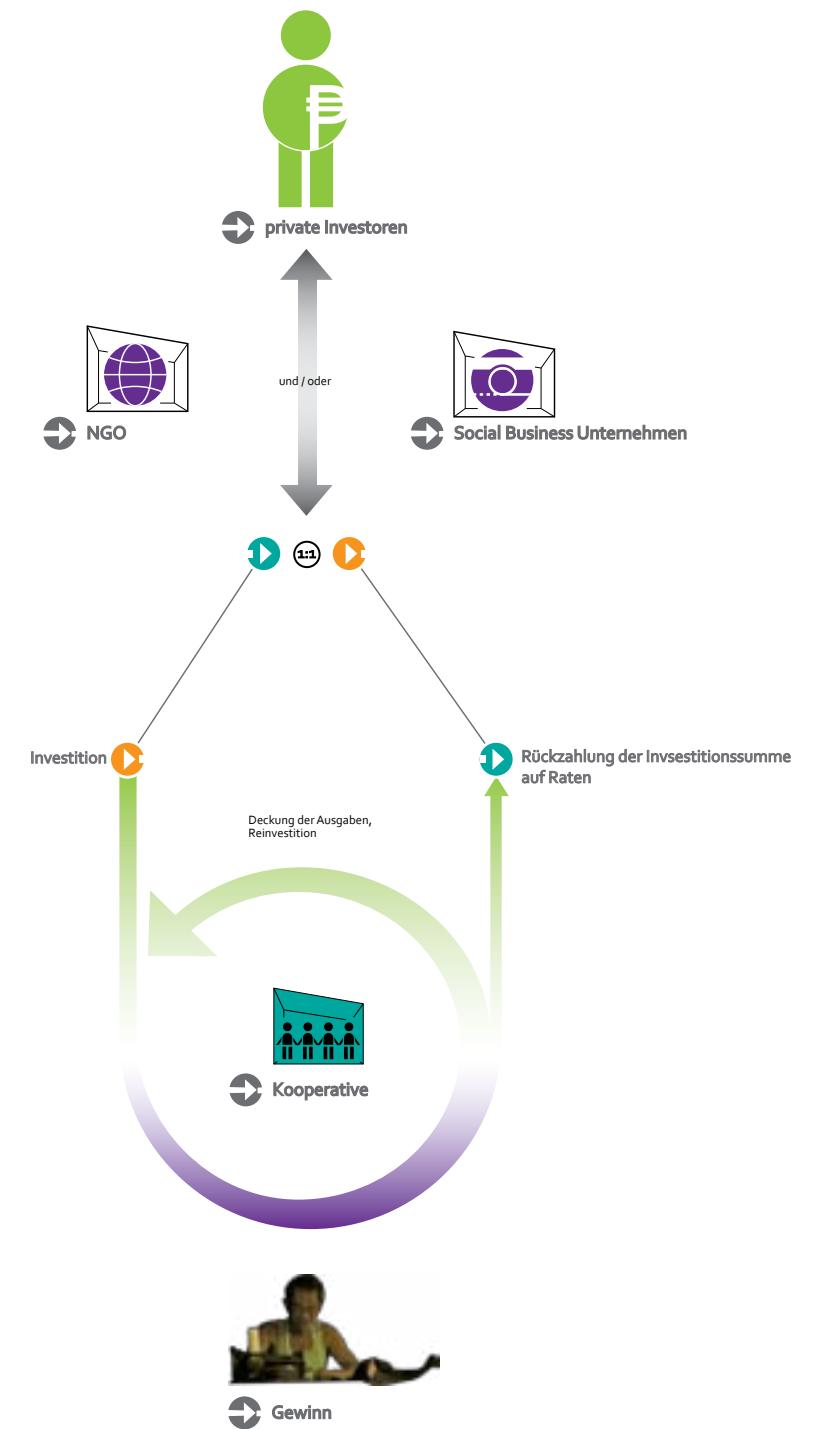 ₱
private Investoren
und / oder
NGO
Social Business Unternehmen
1:1
Investition
Rückzahlung der Invsestitionssumme
auf Raten
Deckung der Ausgaben,
Reinvestition
Kooperative
Gewinn